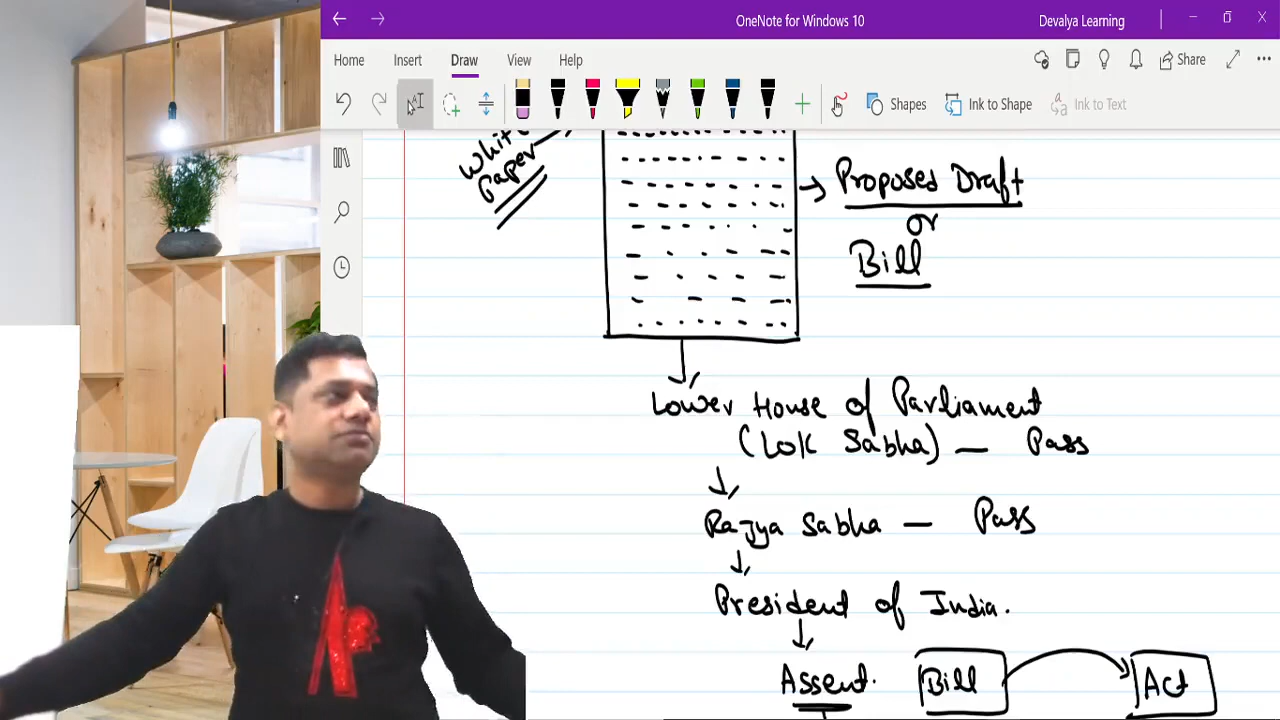 OneNote for Windows 10
Devalya Learning
Home
Insert
Draw
View
Help
Share
Shapes
Ink to Shape
Ink to Text
White
Paper
Proposed Draft
or
Bill
Lower House of Parliament
(Lok Sabha) — Pass
Rajya Sabha — Pass
President of India.
Assent.
Bill
Act